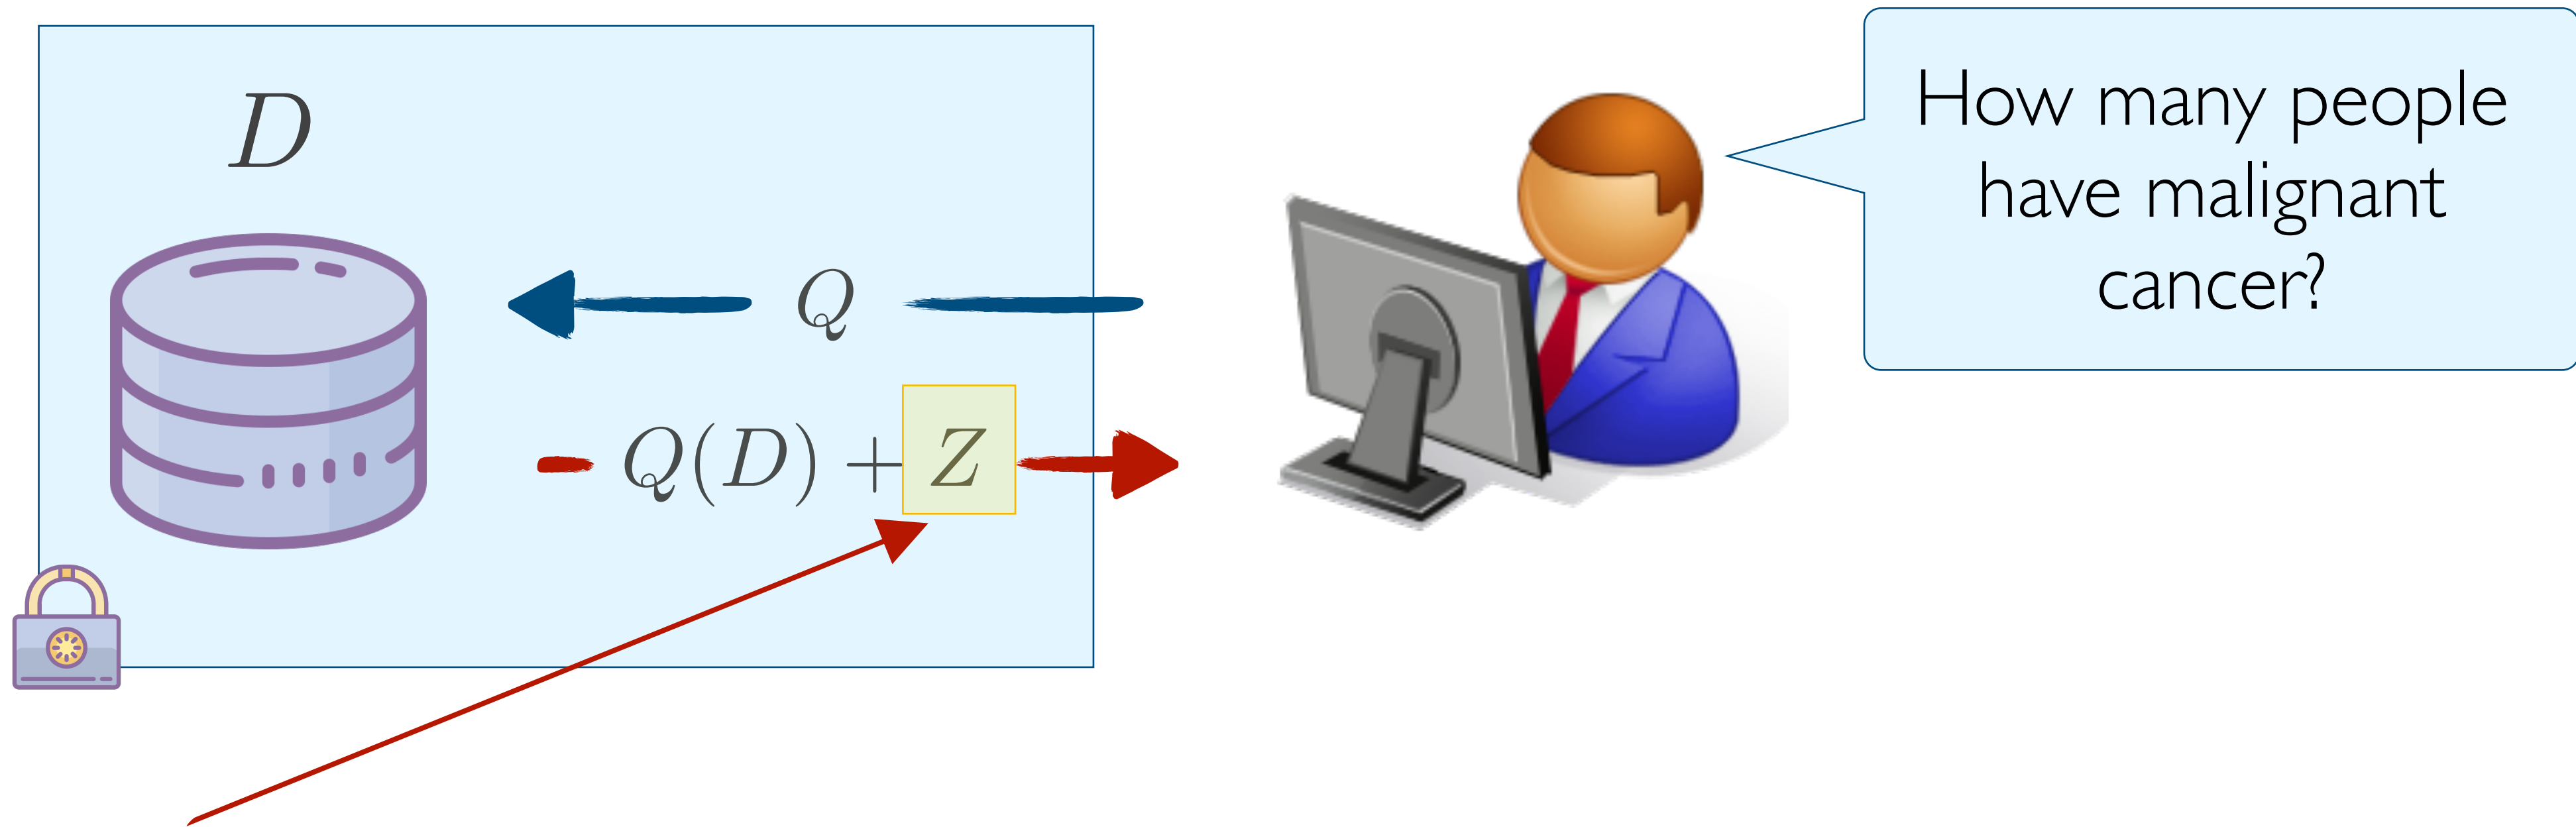 D
Q
Q(D) + Z
How many people
have malignant
cancer?